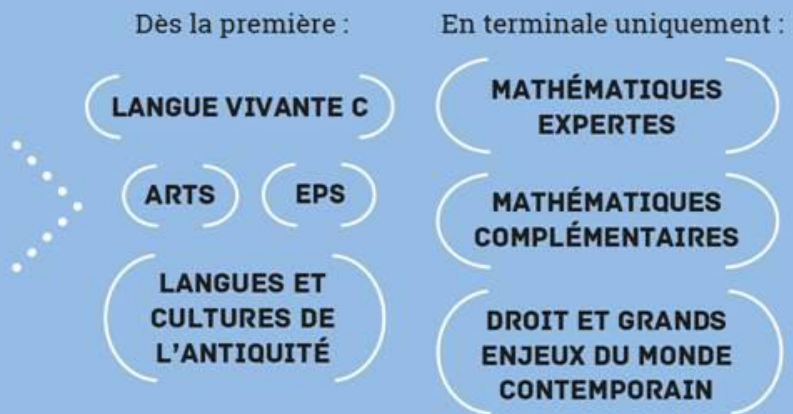 Dès la première :
LANGUE VIVANTE C
ARTS
EPS
LANGUES ET
CULTURES DE
L'ANTIQUITÉ
En terminale uniquement :
MATHÉMATIQUES
EXPERTES
MATHÉMATIQUES
COMPLÉMENTAIRES
DROIT ET GRANDS
ENJEUX DU MONDE
CONTEMPORAIN